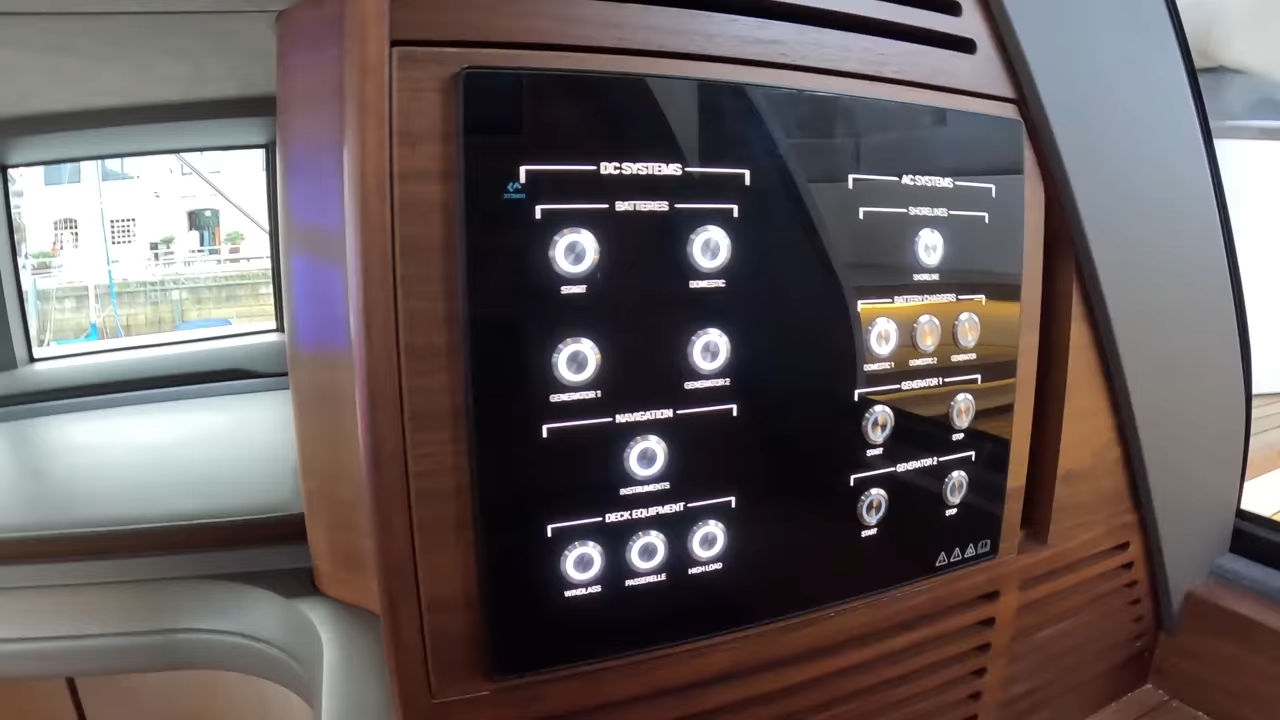 DC SYSTEMS
BATTERIES
START
DOMESTIC
GENERATOR 1
GENERATOR 2
NAVIGATION
INSTRUMENTS
DECK EQUIPMENT
WINDLASS
PASSERELLE
HIGH LOAD
AC SYSTEMS
SHORELINES
SHORELINE
BATTERY CHARGERS
DOMESTIC 1
DOMESTIC 2
GENERATOR
GENERATOR 1
START
STOP
GENERATOR 2
START
STOP